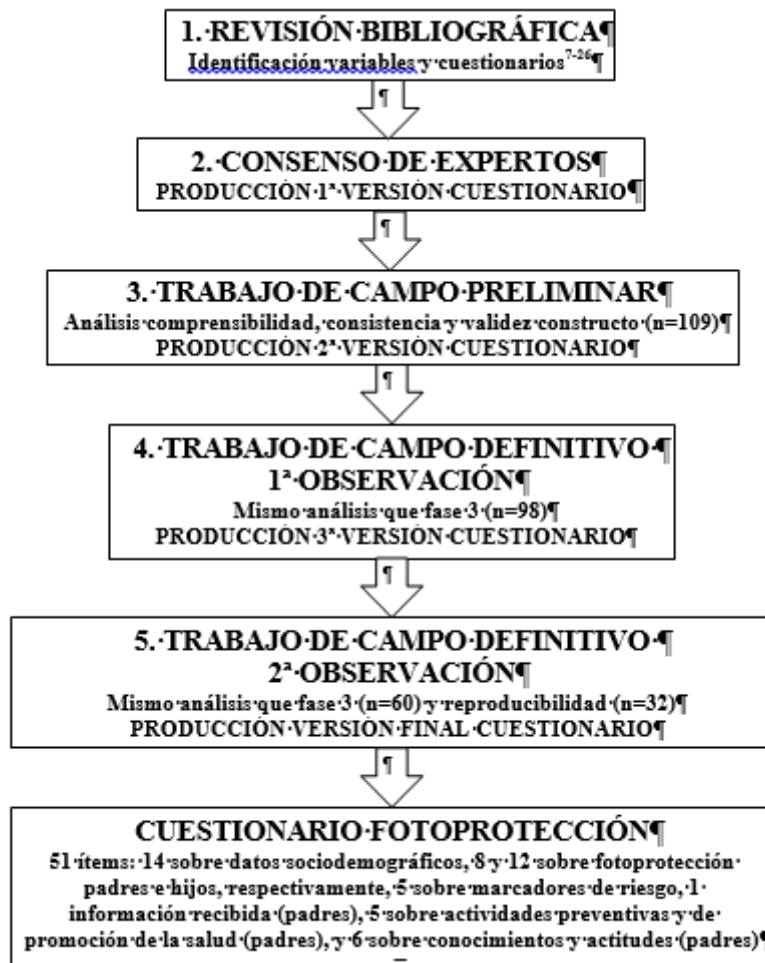 1. REVISIÓN BIBLIOGRÁFICA¶
Identificación variables y cuestionarios7-26¶
¶
2. CONSENSO DE EXPERTOS¶
PRODUCCIÓN 1ª VERSIÓN CUESTIONARIO¶
¶
3. TRABAJO DE CAMPO PRELIMINAR¶
Análisis comprensibilidad, consistencia y validez constructo (n=109)¶
PRODUCCIÓN 2ª VERSIÓN CUESTIONARIO¶
¶
4. TRABAJO DE CAMPO DEFINITIVO ¶
1ª OBSERVACIÓN¶
Mismo análisis que fase 3 (n=98)¶
PRODUCCIÓN 3ª VERSIÓN CUESTIONARIO¶
¶
5. TRABAJO DE CAMPO DEFINITIVO ¶
2ª OBSERVACIÓN¶
Mismo análisis que fase 3 (n=60) y reproducibilidad (n=32)¶
PRODUCCIÓN VERSIÓN FINAL CUESTIONARIO¶
¶
CUESTIONARIO FOTOPROTECCIÓN¶
51 ítems: 14 sobre datos sociodemográficos, 8 y 12 sobre fotoprotección
padres e hijos, respectivamente, 5 sobre marcadores de riesgo, 1
información recibida (padres), 5 sobre actividades preventivas y de
promoción de la salud (padres), y 6 sobre conocimientos y actitudes (padres)¶